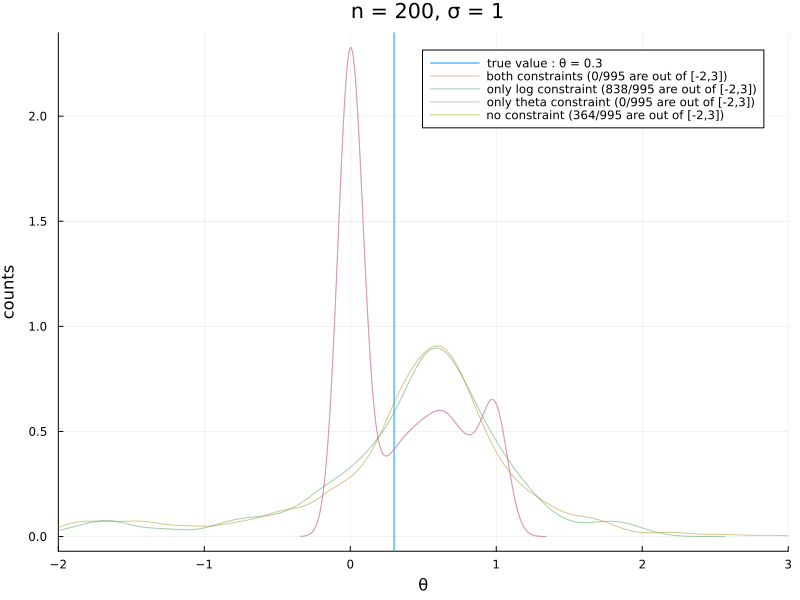 n = 200, σ = 1
true value : θ = 0.3
both constraints (0/995 are out of [-2,3])
only log constraint (838/995 are out of [-2,3])
only theta constraint (0/995 are out of [-2,3])
no constraint (364/995 are out of [-2,3])
counts
2.0
1.5
1.0
0.5
0.0
−2 −1 0 1 2 3
θ